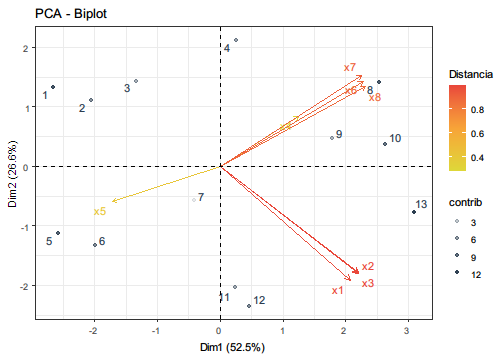 PCA - Biplot
Dim2 (26.6%)
2
1
0
-1
-2
4
x7
1
3
2
x6
8
x8
9
10
7
x5
13
5
6
x2
x1
x3
11
12
-2
-1
0
1
2
3
Dim1 (52.5%)
Distancia
0.8
0.6
0.4
contrib
3
6
9
12